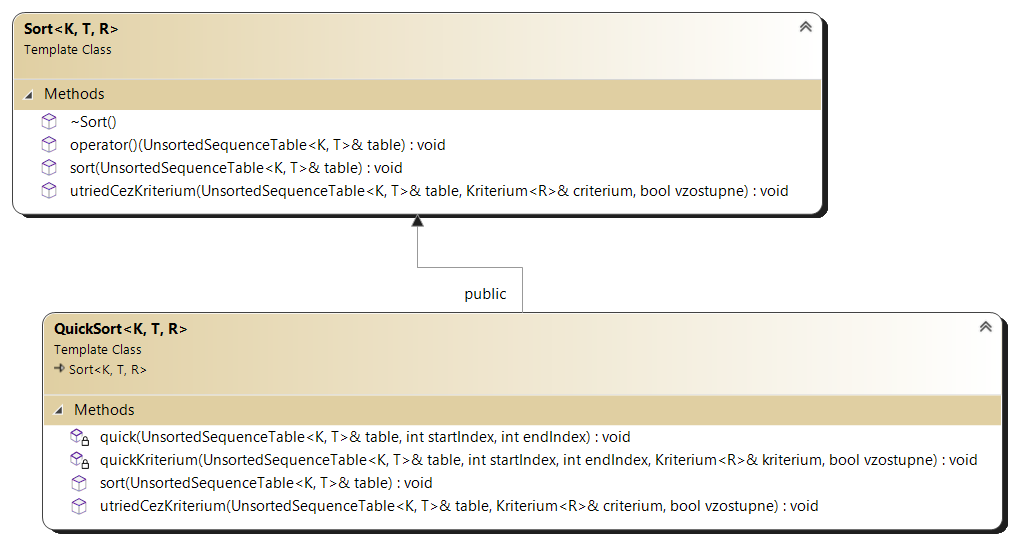 Sort<K, T, R>
Template Class
Methods
~Sort()
operator()(UnsortedSequenceTable<K, T>& table) : void
sort(UnsortedSequenceTable<K, T>& table) : void
utriedCezKriterium(UnsortedSequenceTable<K, T>& table, Kriterium<R>& criterium, bool vzostupne) : void
public
QuickSort<K, T, R>
Template Class
Sort<K, T, R>
Methods
quick(UnsortedSequenceTable<K, T>& table, int startIndex, int endIndex) : void
quickKriterium(UnsortedSequenceTable<K, T>& table, int startIndex, int endIndex, Kriterium<R>& kriterium, bool vzostupne) : void
sort(UnsortedSequenceTable<K, T>& table) : void
utriedCezKriterium(UnsortedSequenceTable<K, T>& table, Kriterium<R>& criterium, bool vzostupne) : void